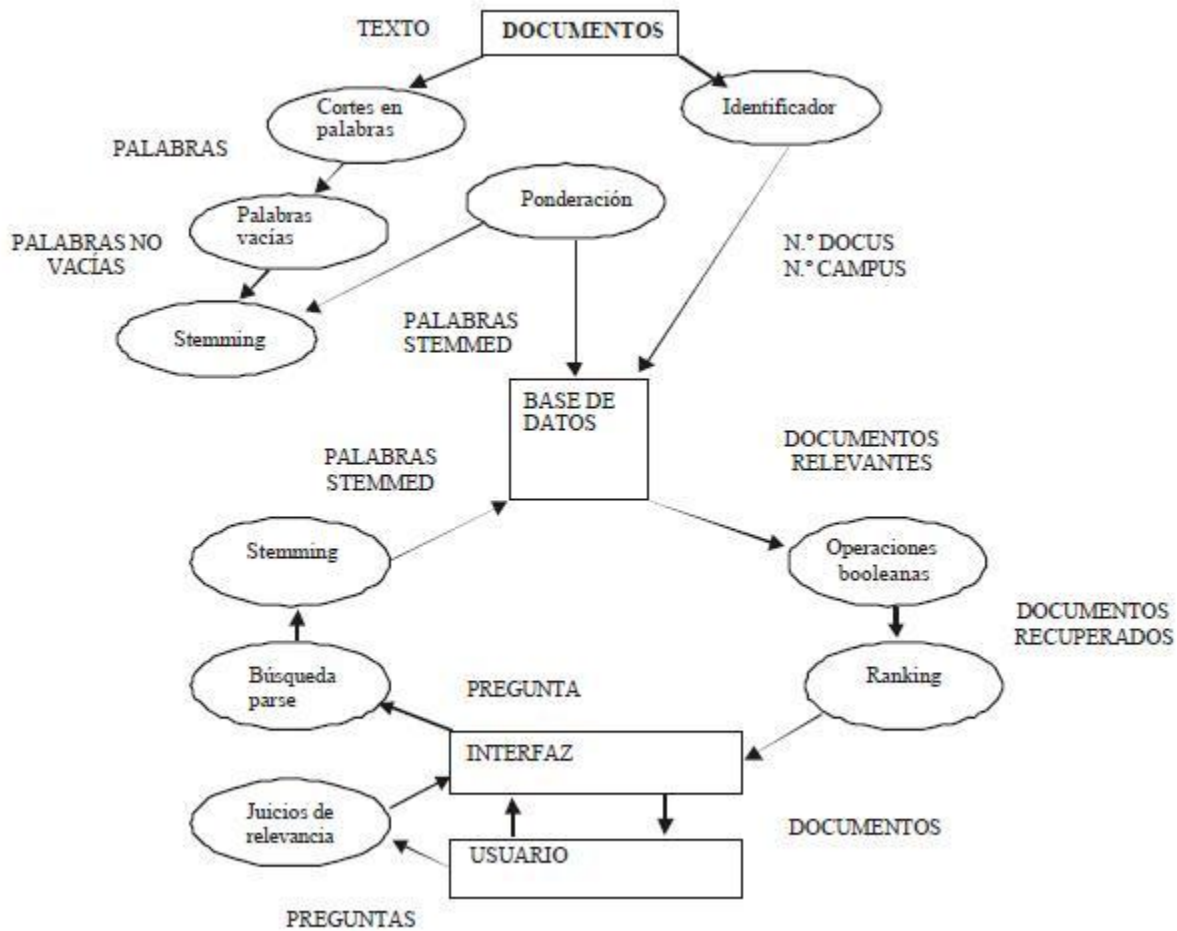 TEXTO
DOCUMENTOS
Cortes en
palabras
Identificador
PALABRAS
Ponderación
Palabras
vacías
PALABRAS NO
VACÍAS
N.º DOCUS
N.º CAMPUS
Stemming
PALABRAS
STEMMED
BASE DE
DATOS
DOCUMENTOS
RELEVANTES
PALABRAS
STEMMED
Stemming
Operaciones
booleanas
DOCUMENTOS
RECUPERADOS
Búsqueda
parse
PREGUNTA
Ranking
INTERFAZ
Juicios de
relevancia
DOCUMENTOS
USUARIO
PREGUNTAS